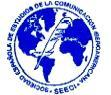 SOCIEDAD ESPAÑOLA DE ESTUDIOS DE LA COMUNICACIÓN IBEROAMERICANA
· SEECI ·